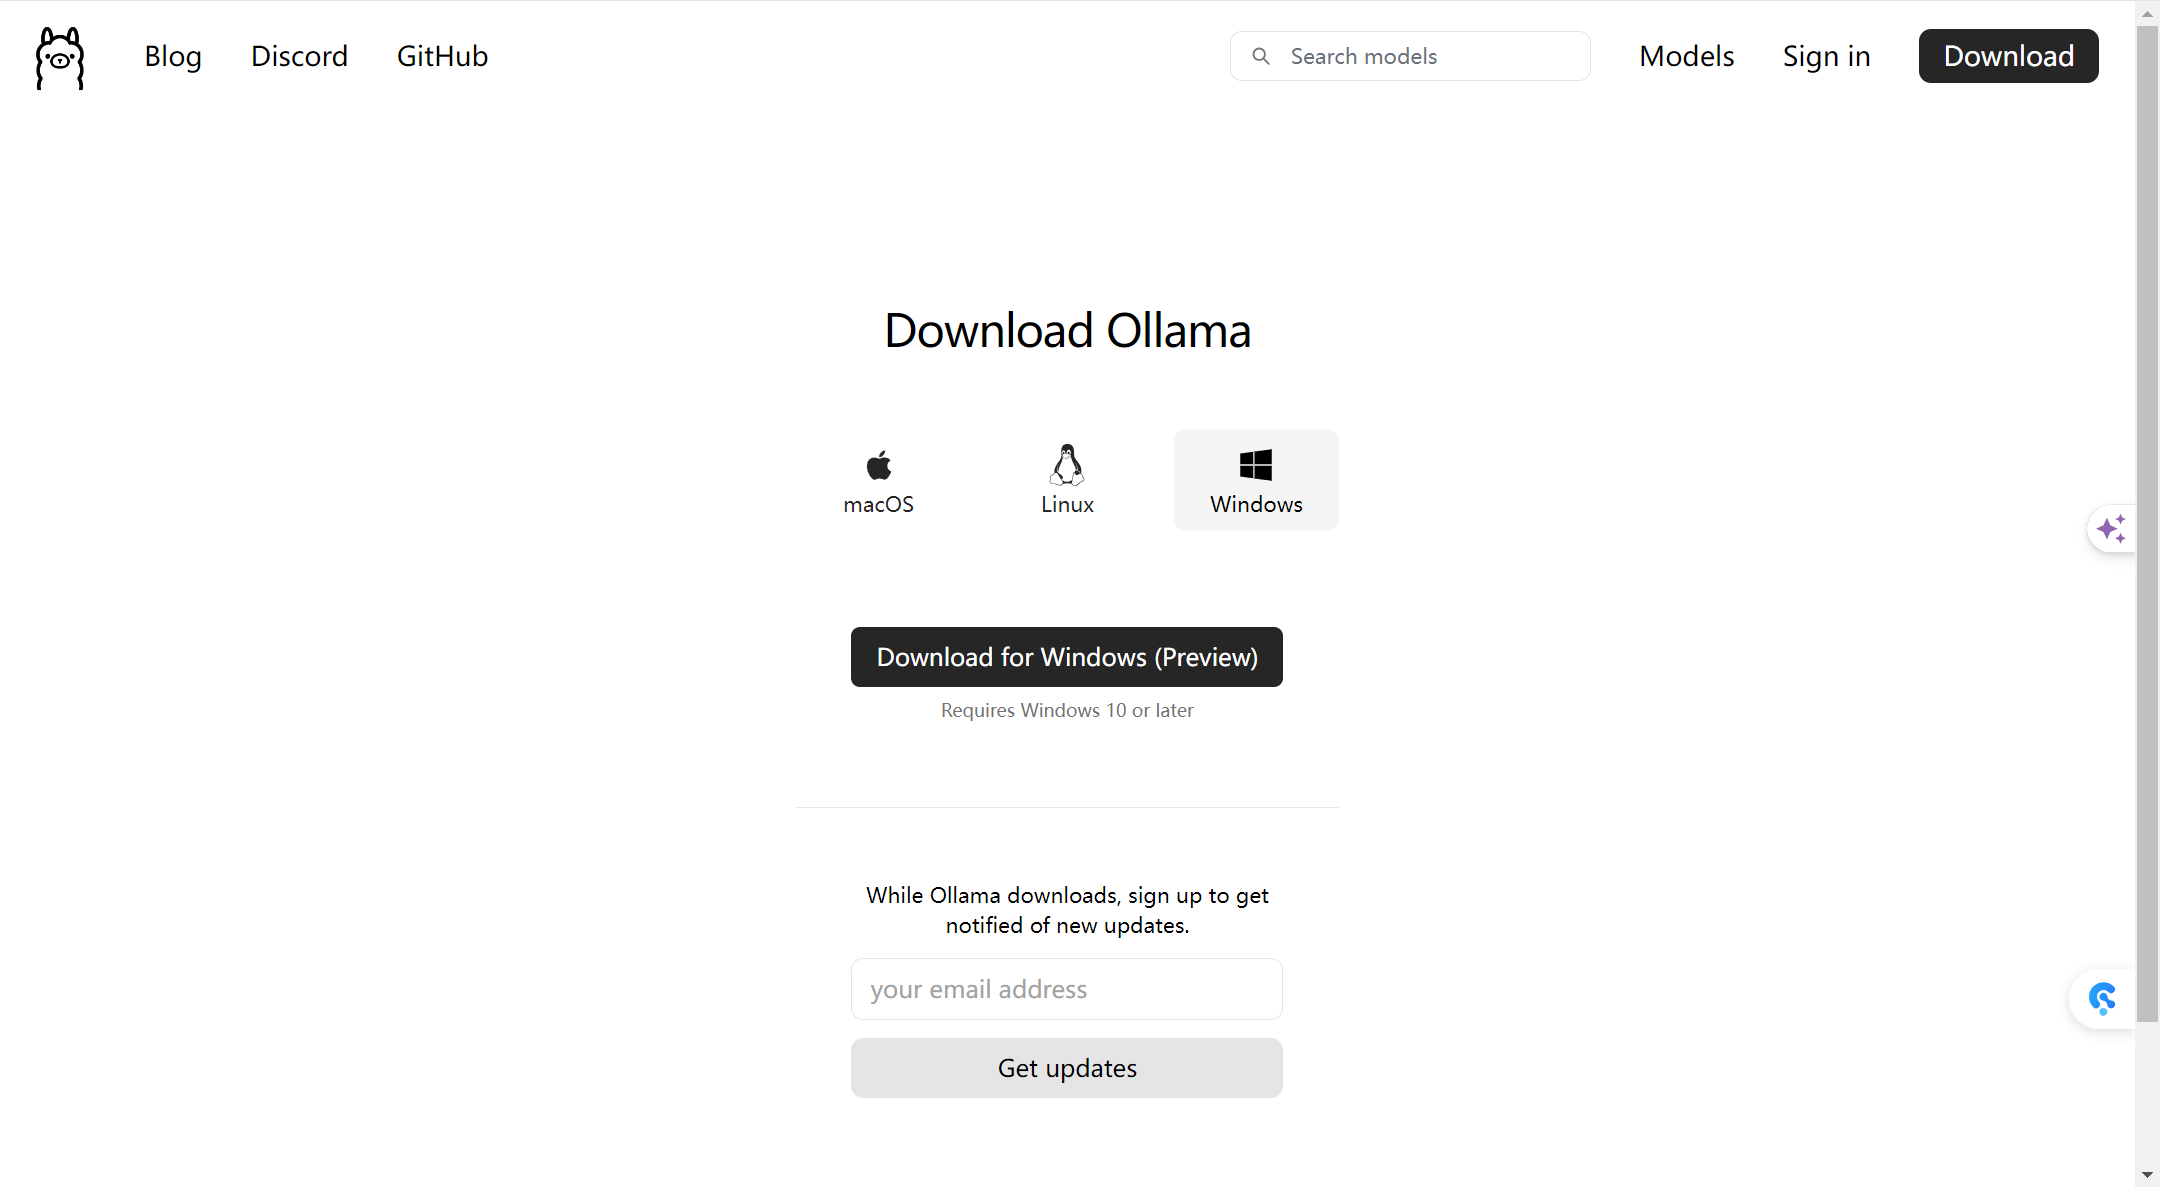 Blog Discord GitHub Search models Models Sign in Download
Download Ollama
macOS Linux Windows
Download for Windows (Preview)
Requires Windows 10 or later
While Ollama downloads, sign up to get
notified of new updates.
your email address
Get updates